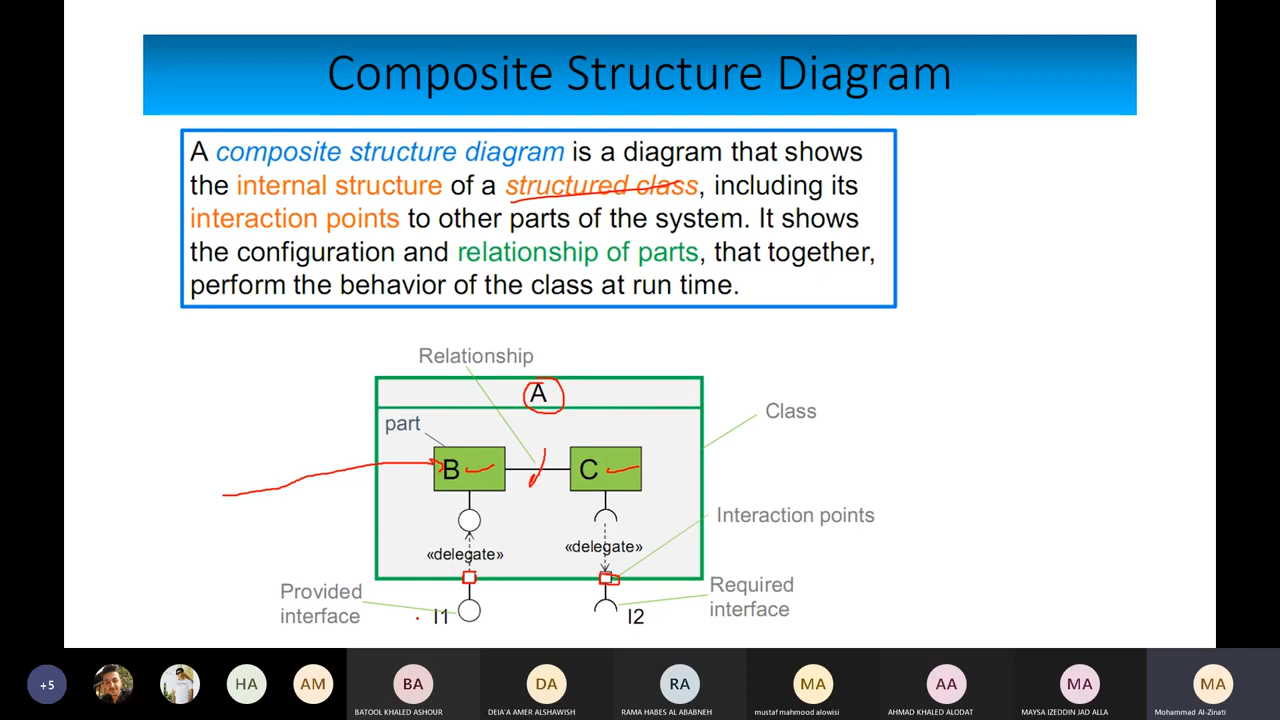 Composite Structure Diagram
A composite structure diagram is a diagram that shows
the internal structure of a structured class, including its
interaction points to other parts of the system. It shows
the configuration and relationship of parts, that together,
perform the behavior of the class at run time.
Relationship
A
part
Class
B
C
Interaction points
«delegate»
«delegate»
Provided
interface
I1
I2
Required
interface
+5
HA
AM
BA
BATOOL KHALED ASHOUR
DA
DEIA'A AMER ALSHAWISH
RA
RAMA HABES AL ABABNEH
MA
mustaf mahmood alowisi
AA
AHMAD KHALED ALODAT
MA
MAYSA IZEDDIN JAD ALLA
MA
Mohammad Al-Zinati